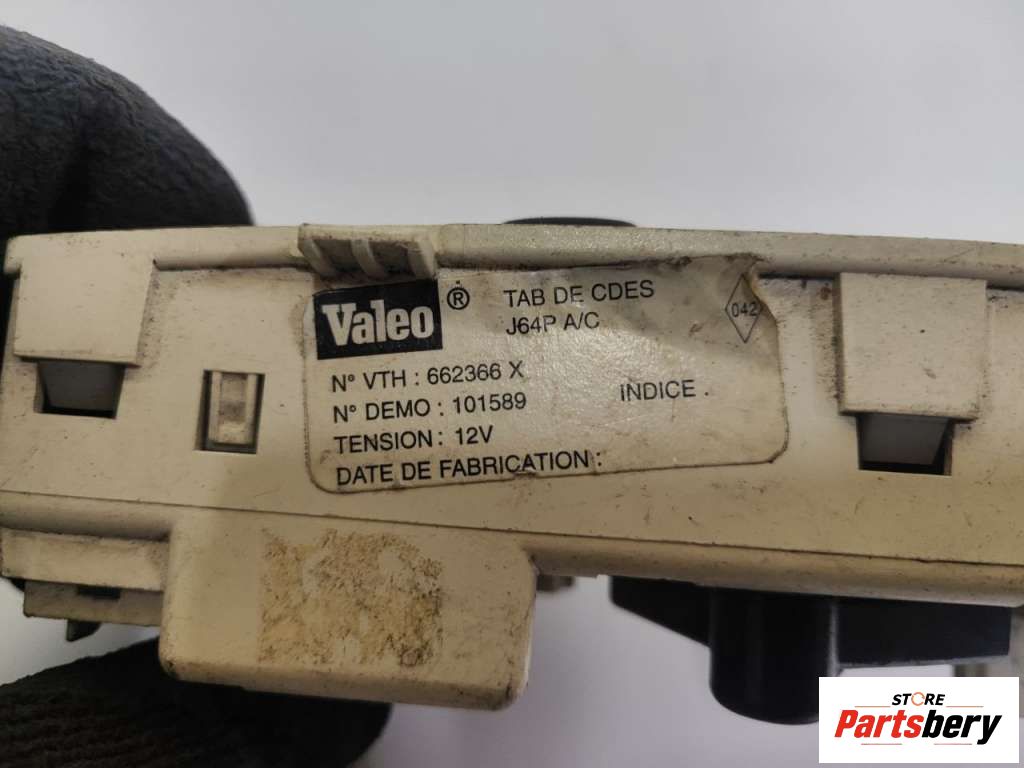 Valeo ® TAB DE CDES
J64P A/C
042
N° VTH : 662366 X
N° DEMO : 101589
INDICE .
TENSION : 12V
DATE DE FABRICATION :
STORE
Partsbery